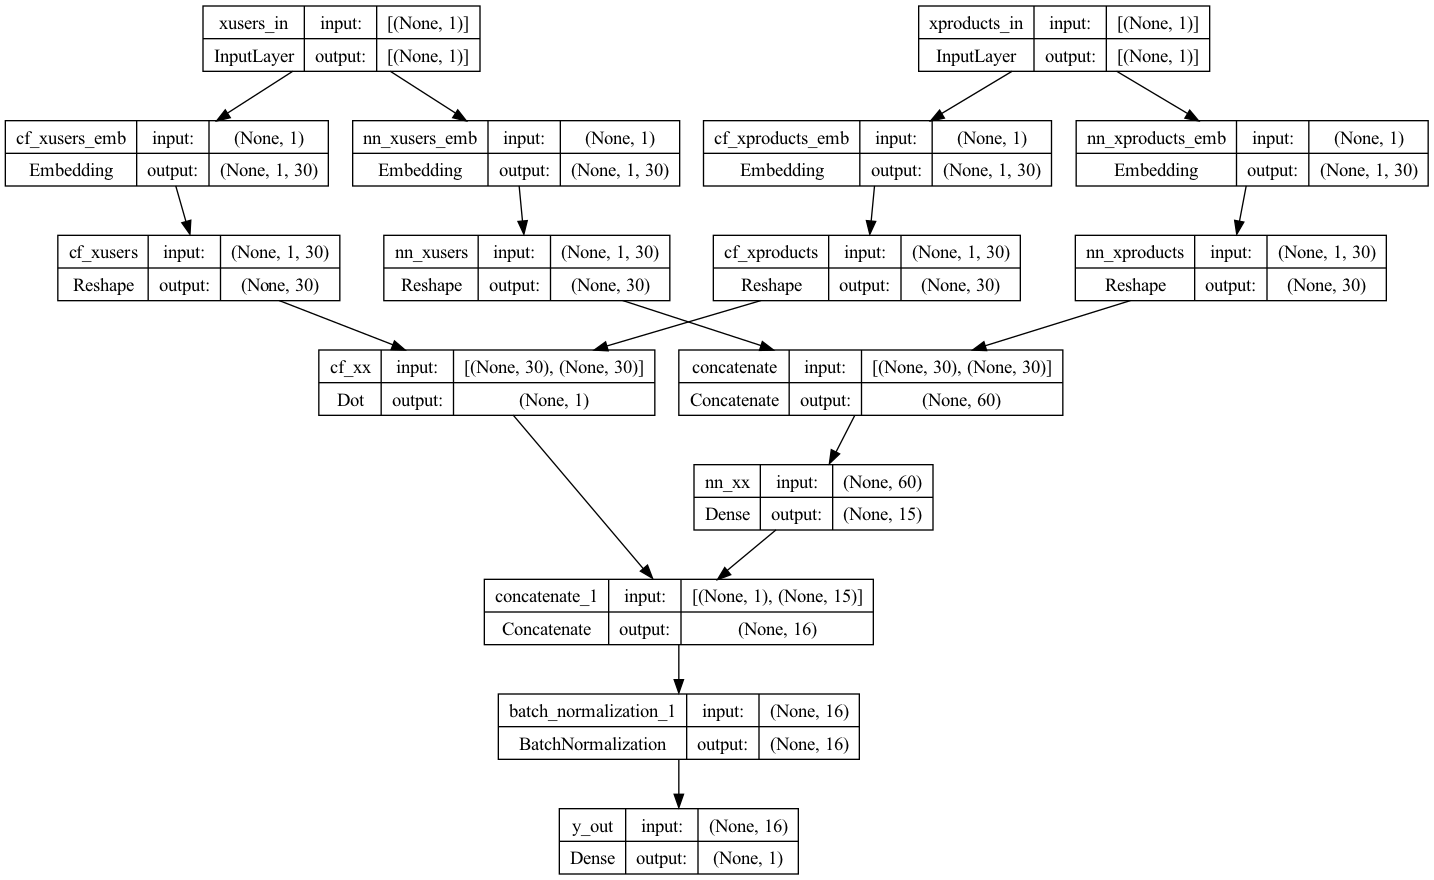 xusers_in input: [(None, 1)]
InputLayer output: [(None, 1)]
xproducts_in input: [(None, 1)]
InputLayer output: [(None, 1)]
cf_xusers_emb input: (None, 1)
Embedding output: (None, 1, 30)
nn_xusers_emb input: (None, 1)
Embedding output: (None, 1, 30)
cf_xproducts_emb input: (None, 1)
Embedding output: (None, 1, 30)
nn_xproducts_emb input: (None, 1)
Embedding output: (None, 1, 30)
cf_xusers input: (None, 1, 30)
Reshape output: (None, 30)
nn_xusers input: (None, 1, 30)
Reshape output: (None, 30)
cf_xproducts input: (None, 1, 30)
Reshape output: (None, 30)
nn_xproducts input: (None, 1, 30)
Reshape output: (None, 30)
cf_xx input: [(None, 30), (None, 30)]
Dot output: (None, 1)
concatenate input: [(None, 30), (None, 30)]
Concatenate output: (None, 60)
nn_xx input: (None, 60)
Dense output: (None, 15)
concatenate_1 input: [(None, 1), (None, 15)]
Concatenate output: (None, 16)
batch_normalization_1 input: (None, 16)
BatchNormalization output: (None, 16)
y_out input: (None, 16)
Dense output: (None, 1)